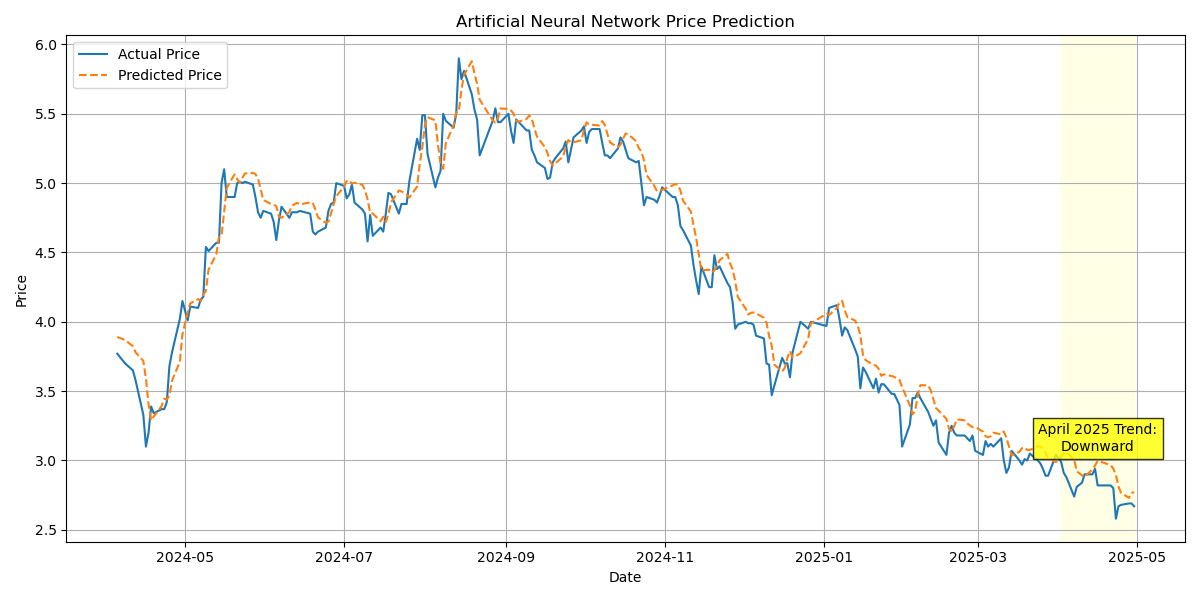 Artificial Neural Network Price Prediction
Actual Price
Predicted Price
6.0
5.5
5.0
4.5
4.0
3.5
3.0
2.5
Price
April 2025 Trend:
Downward
2024-05
2024-07
2024-09
2024-11
2025-01
2025-03
2025-05
Date